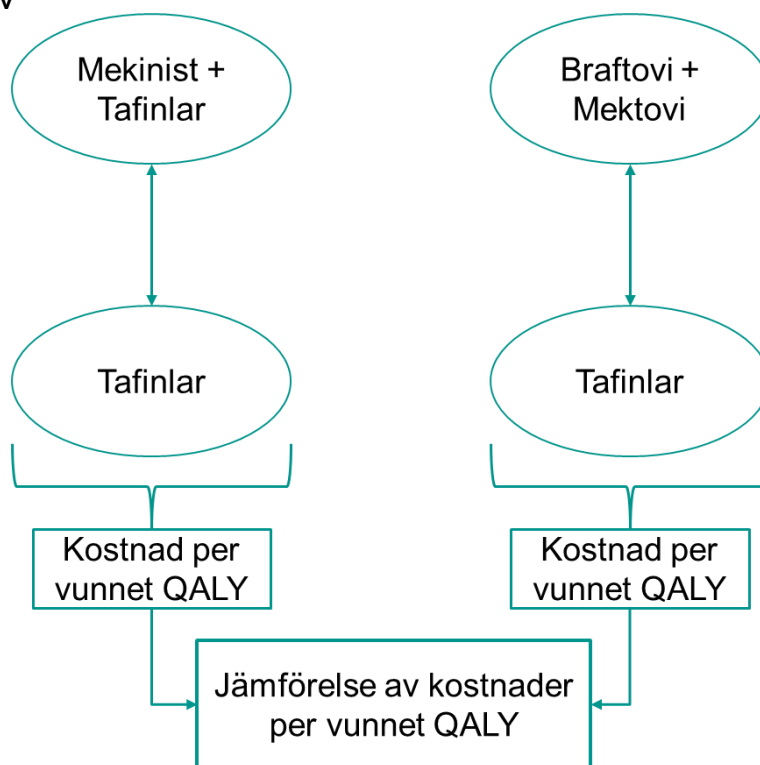 Mekinist +
Tafinlar
Braftovi +
Mektovi
Tafinlar
Tafinlar
Kostnad per
vunnet QALY
Kostnad per
vunnet QALY
Jämförelse av kostnader
per vunnet QALY